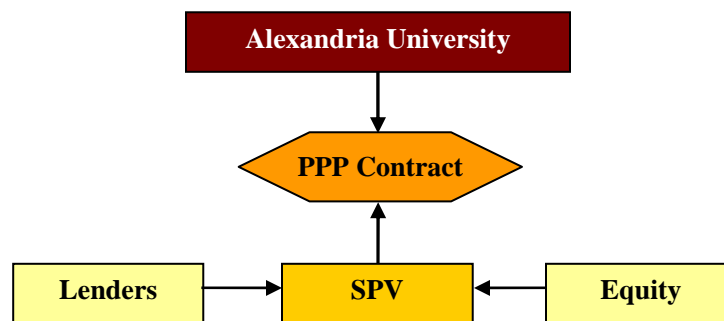 Alexandria University
PPP Contract
Lenders
SPV
Equity